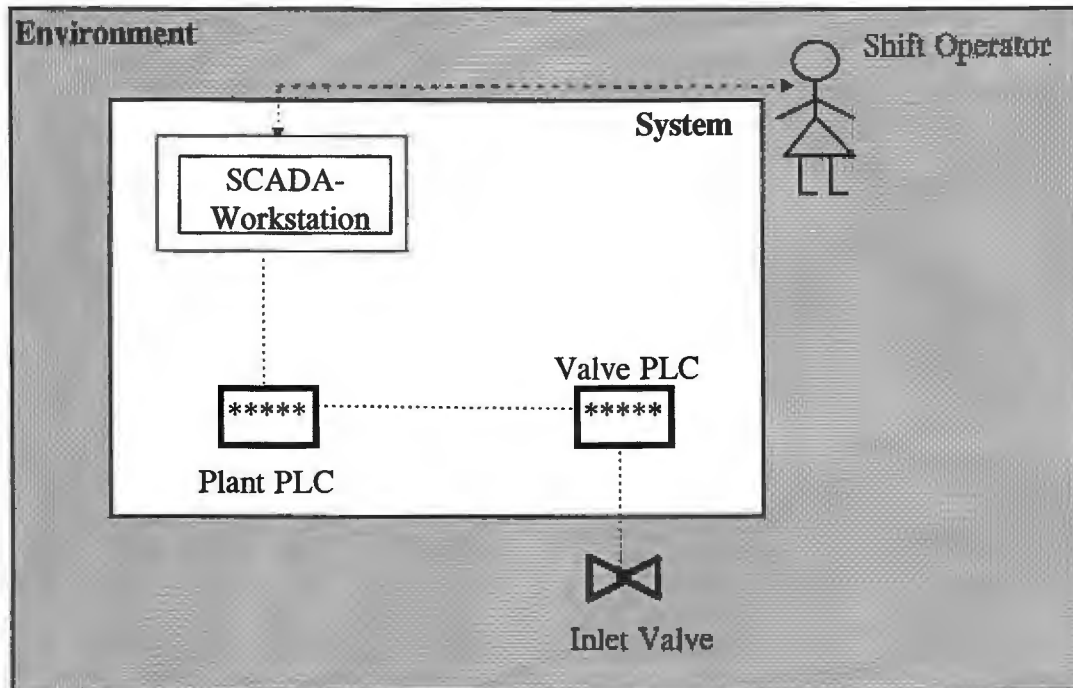 Environment
Shift Operator
System
SCADA-
Workstation
Valve PLC
*****
*****
Plant PLC
Inlet Valve